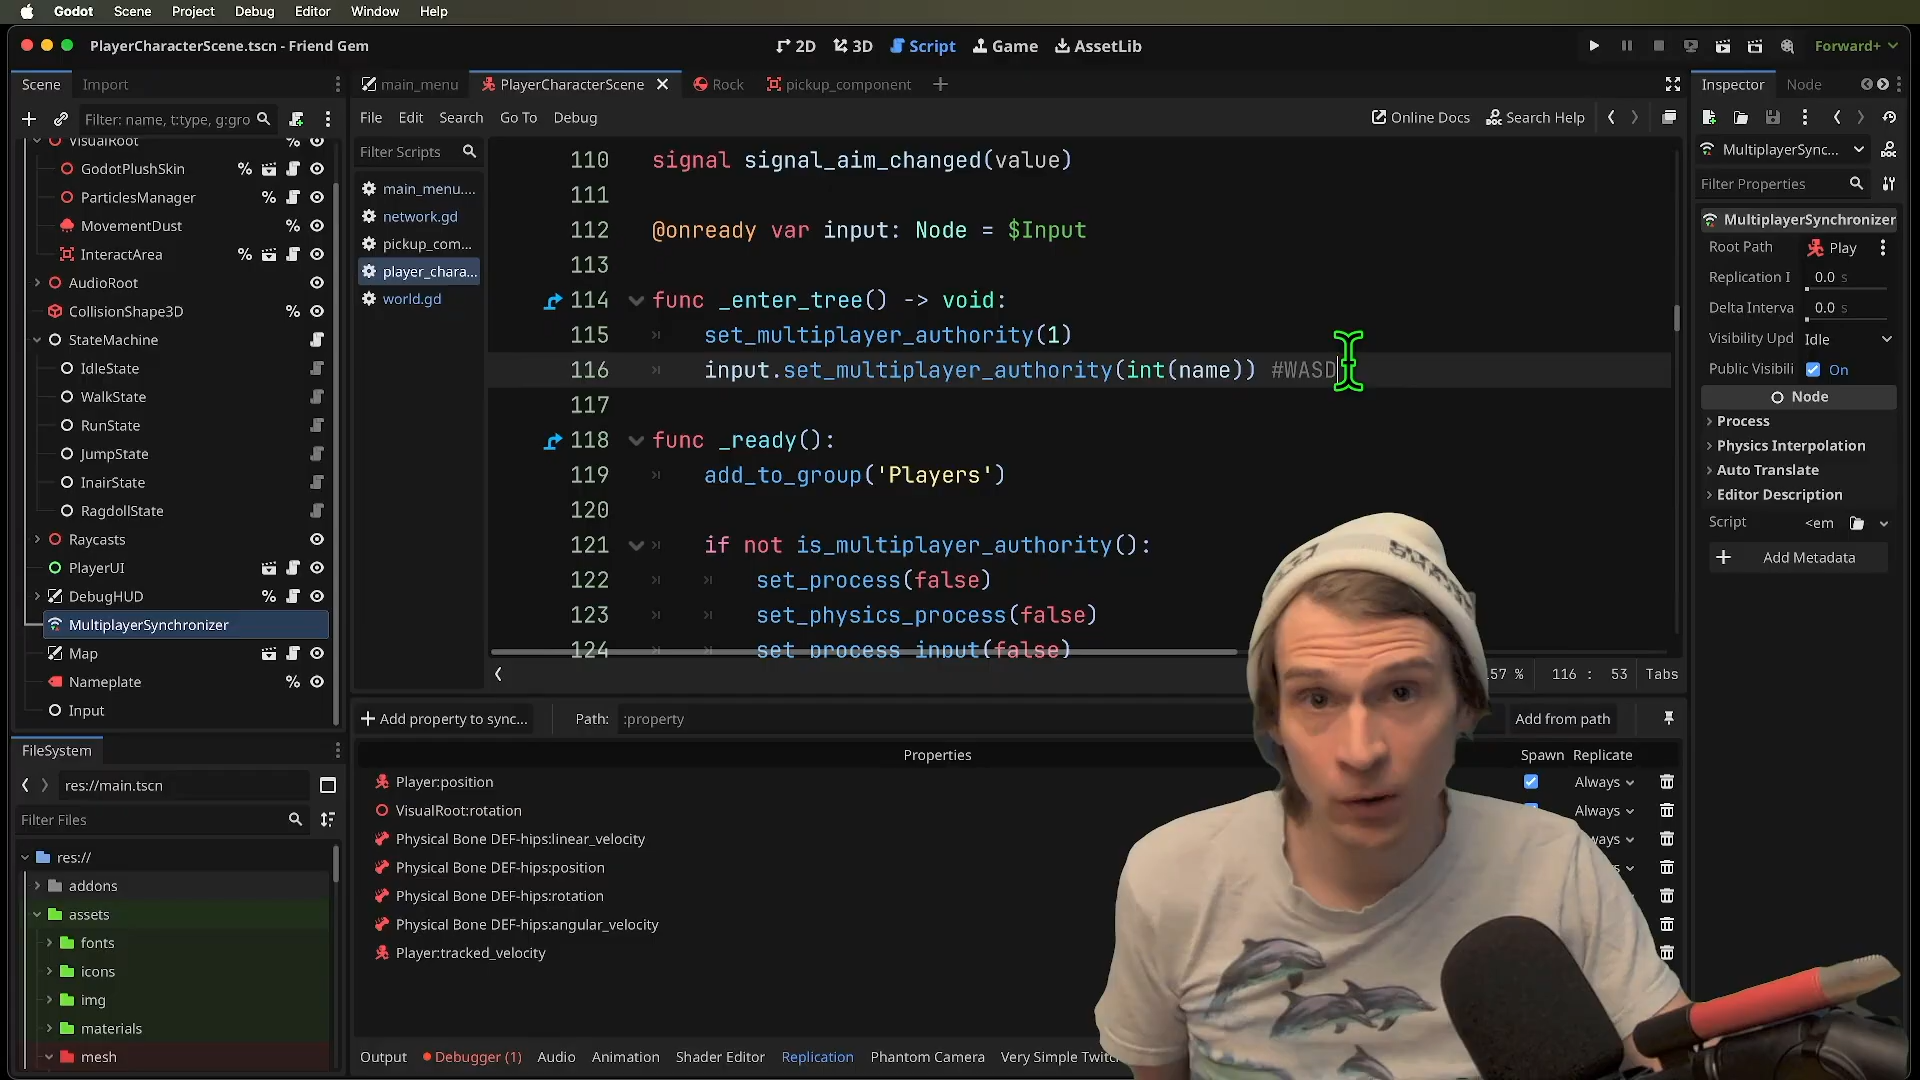 Godot Scene Project Debug Editor Window Help
PlayerCharacterScene.tscn - Friend Gem
2D 3D Script Game AssetLib
Forward+
Scene Import
main_menu PlayerCharacterScene Rock pickup_component
Inspector Node
Filter: name, t:type, g:gro
File Edit Search Go To Debug
Online Docs Search Help
VisualRoot
GodotPlushSkin
ParticlesManager
MovementDust
InteractArea
AudioRoot
CollisionShape3D
StateMachine
IdleState
WalkState
RunState
JumpState
InairState
RagdollState
Raycasts
PlayerUI
DebugHUD
MultiplayerSynchronizer
Map
Nameplate
Input
Filter Scripts
main_menu....
network.gd
pickup_com...
player_chara...
world.gd
110 signal signal_aim_changed(value)
111
112 @onready var input: Node = $Input
113
114 func _enter_tree() -> void:
115 set_multiplayer_authority(1)
116 input.set_multiplayer_authority(int(name)) #WASD
117
118 func _ready():
119 add_to_group('Players')
120
121 if not is_multiplayer_authority():
122 set_process(false)
123 set_physics_process(false)
124 set_process_input(false)
57 % 116 : 53 Tabs
MultiplayerSync...
Filter Properties
MultiplayerSynchronizer
Root Path Play
Replication I 0.0 s
Delta Interva 0.0 s
Visibility Upd Idle
Public Visibili On
Node
Process
Physics Interpolation
Auto Translate
Editor Description
Script <em
Add Metadata
Add property to sync... Path: :property Add from path
Properties Spawn Replicate
Player:position Always
VisualRoot:rotation Always
Physical Bone DEF-hips:linear_velocity
Physical Bone DEF-hips:position
Physical Bone DEF-hips:rotation
Physical Bone DEF-hips:angular_velocity
Player:tracked_velocity
FileSystem
res://main.tscn
Filter Files
res://
addons
assets
fonts
icons
img
materials
mesh
Output Debugger (1) Audio Animation Shader Editor Replication Phantom Camera Very Simple Twitc